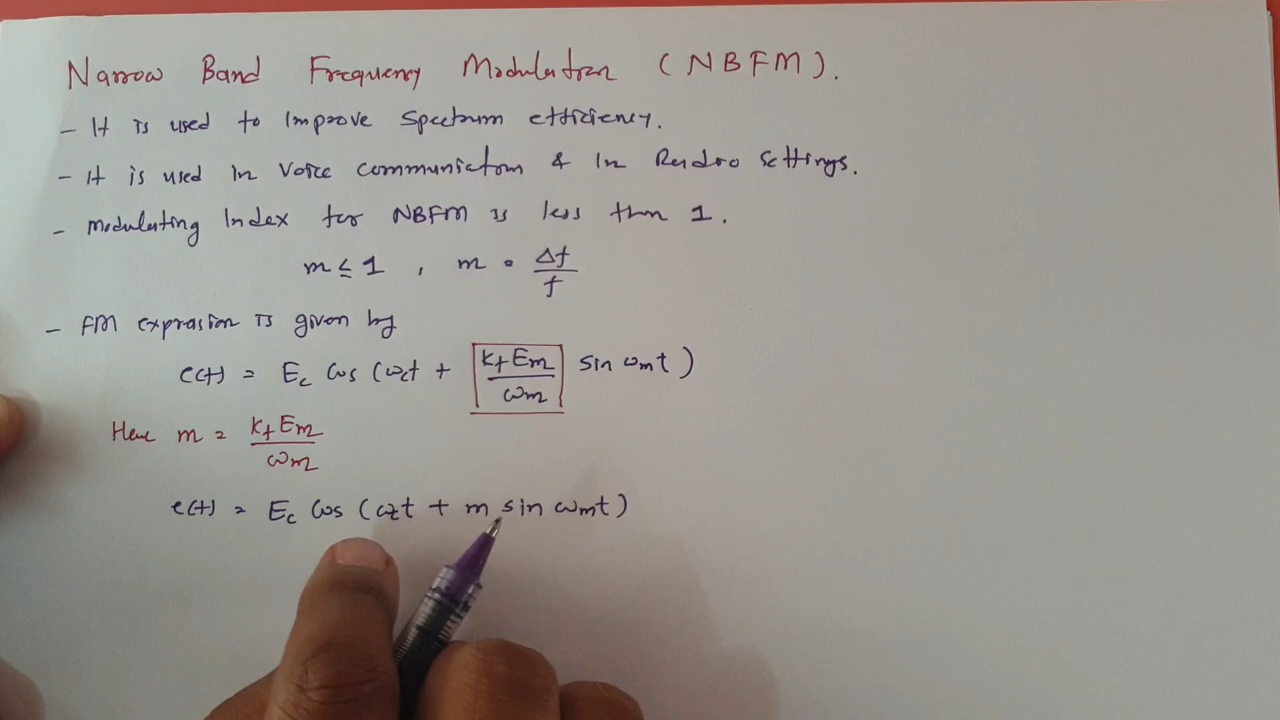 Narrow Band Frequency Modulation (NBFM).
- It is used to Improve Spectrum efficiency.
- It is used in Voice communiction & in Radio Settings.
- Modulating Index for NBFM is less than 1.
m ≤ 1 , m = Δf / f
- FM exprasion is given by
e(t) = Ec Cos (ωct + [Kf Em / ωm] sin ωmt)
Here m = Kf Em / ωm
e(t) = Ec Cos (ωct + m sin ωmt)